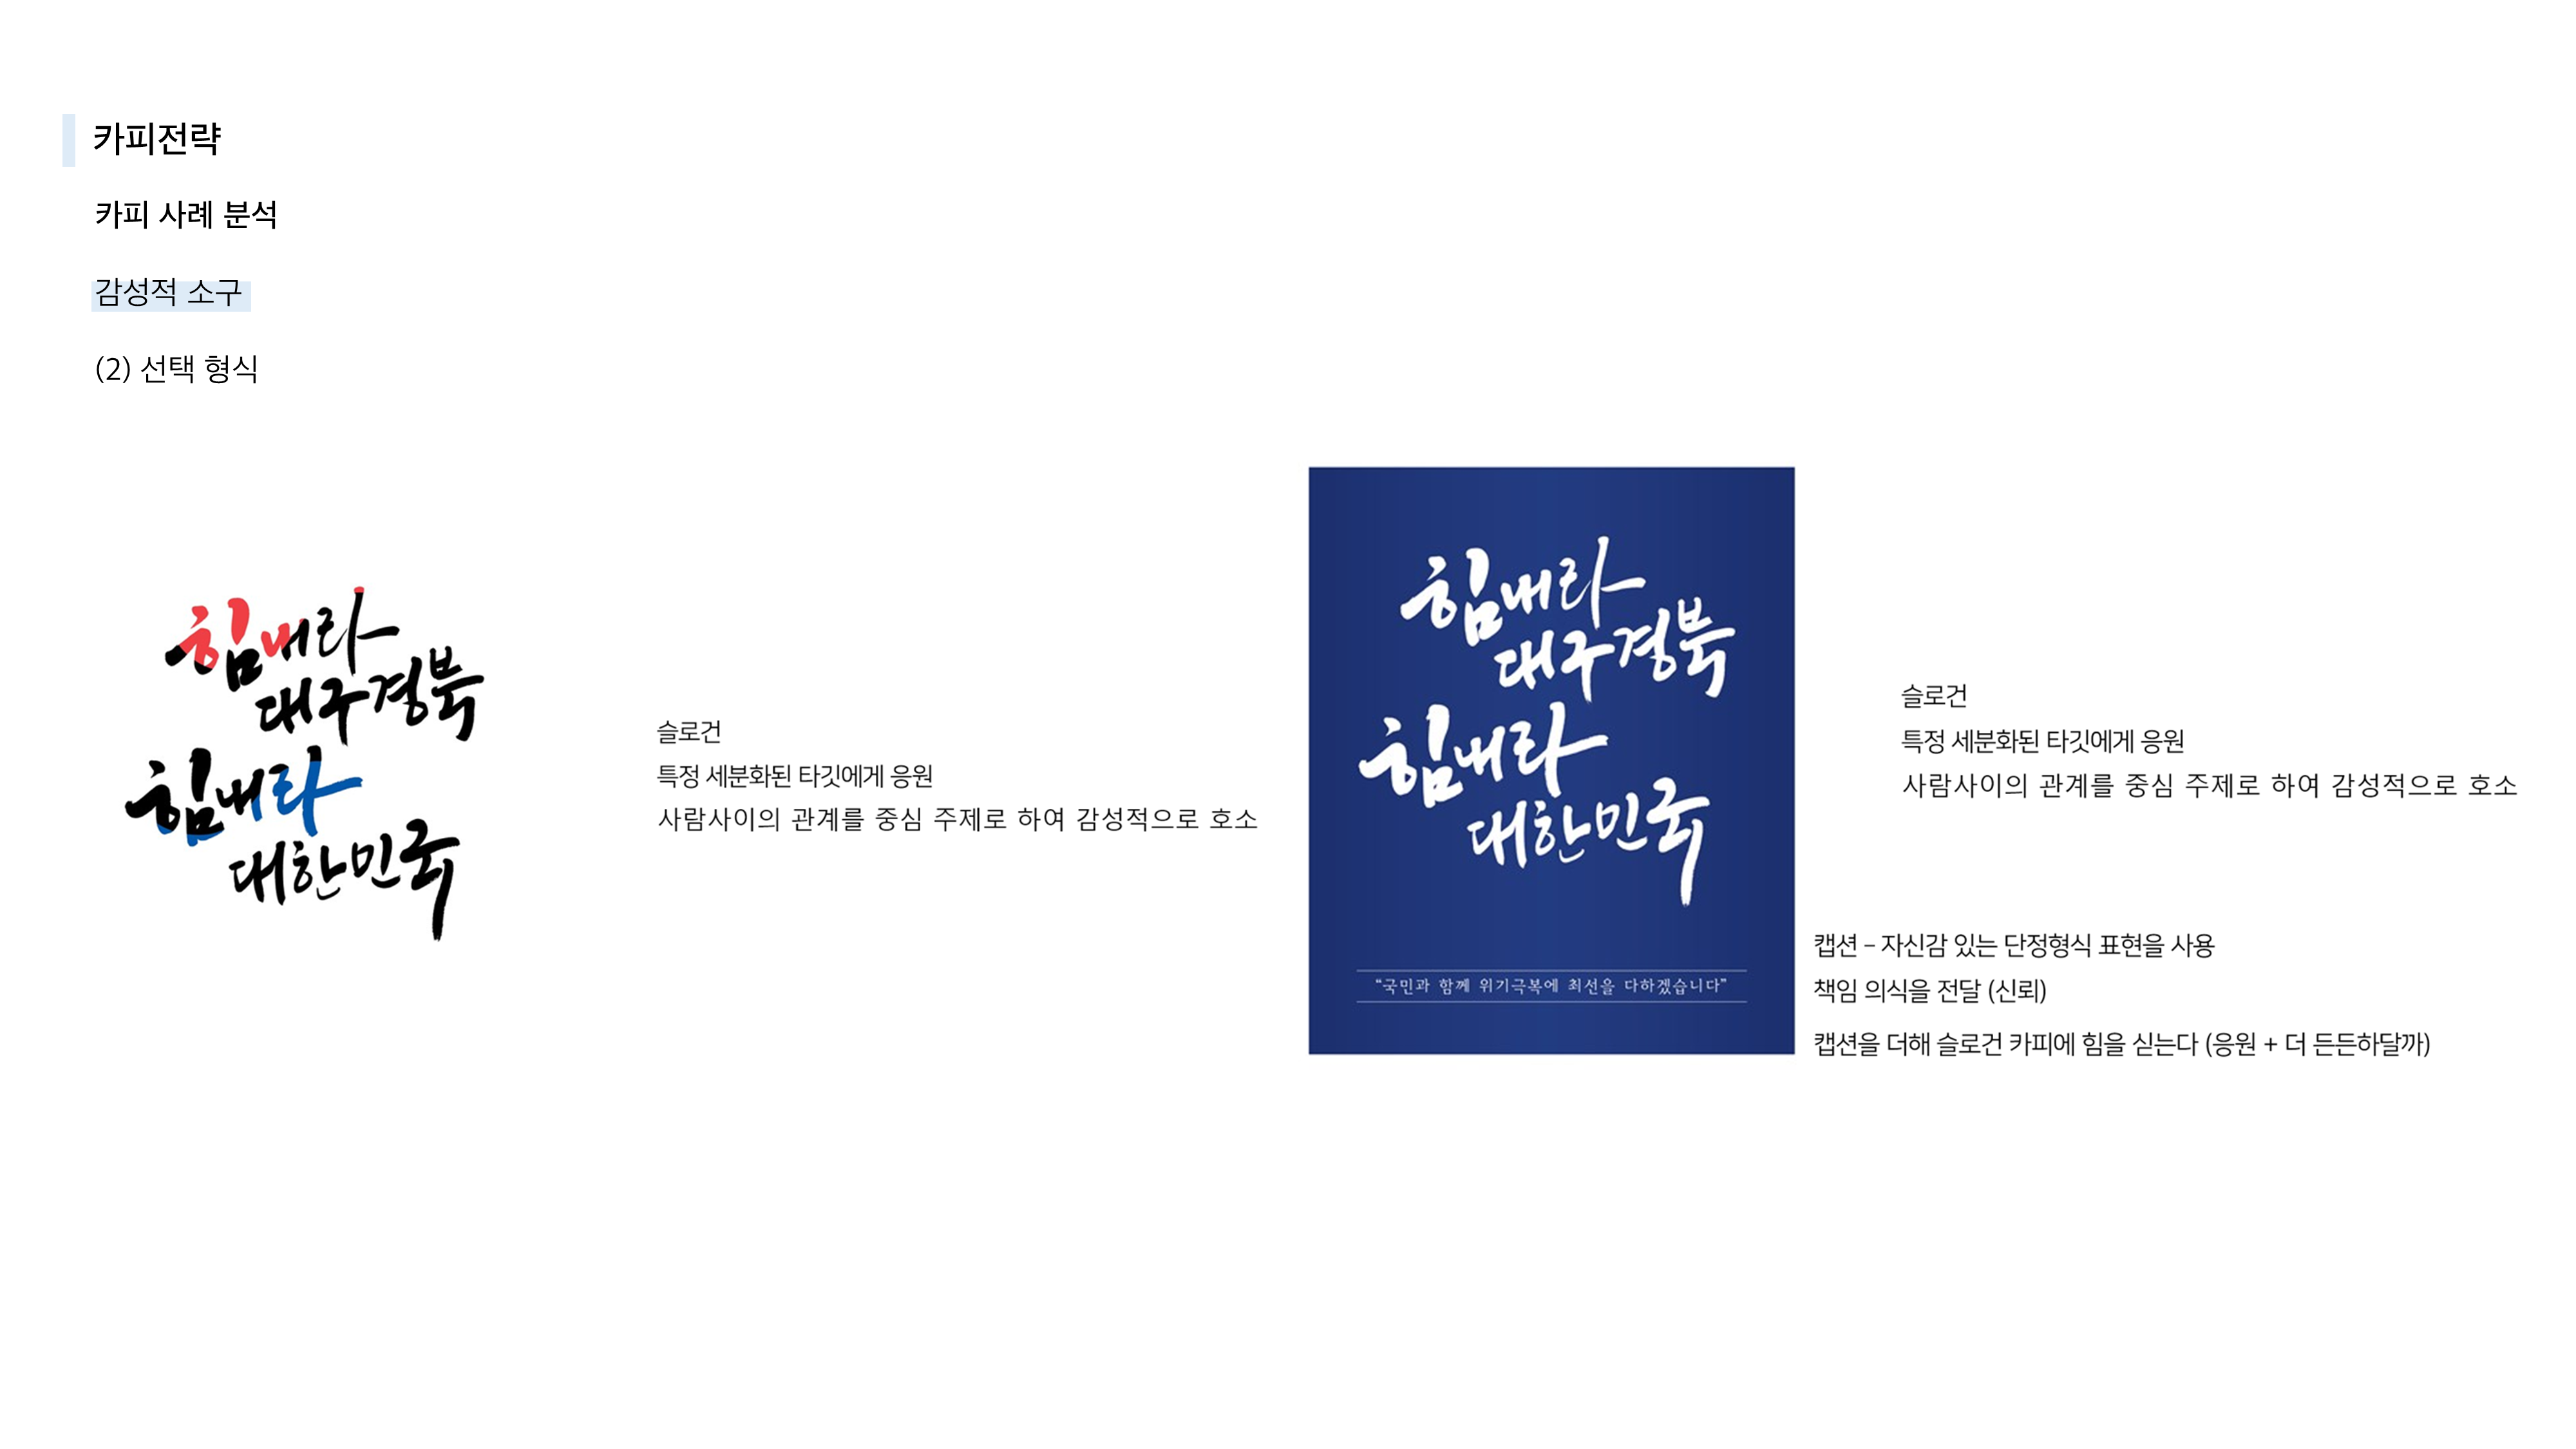 카피전략
카피 사례 분석
감성적 소구
(2) 선택 형식
힘내라
대구경북
힘내라
대한민국
슬로건
특정 세분화된 타깃에게 응원
사람사이의 관계를 중심 주제로 하여 감성적으로 호소
힘내라
대구경북
힘내라
대한민국
“국민과 함께 위기극복에 최선을 다하겠습니다”
슬로건
특정 세분화된 타깃에게 응원
사람사이의 관계를 중심 주제로 하여 감성적으로 호소
캡션 – 자신감 있는 단정형식 표현을 사용
책임 의식을 전달 (신뢰)
캡션을 더해 슬로건 카피에 힘을 싣는다 (응원 + 더 든든하달까)